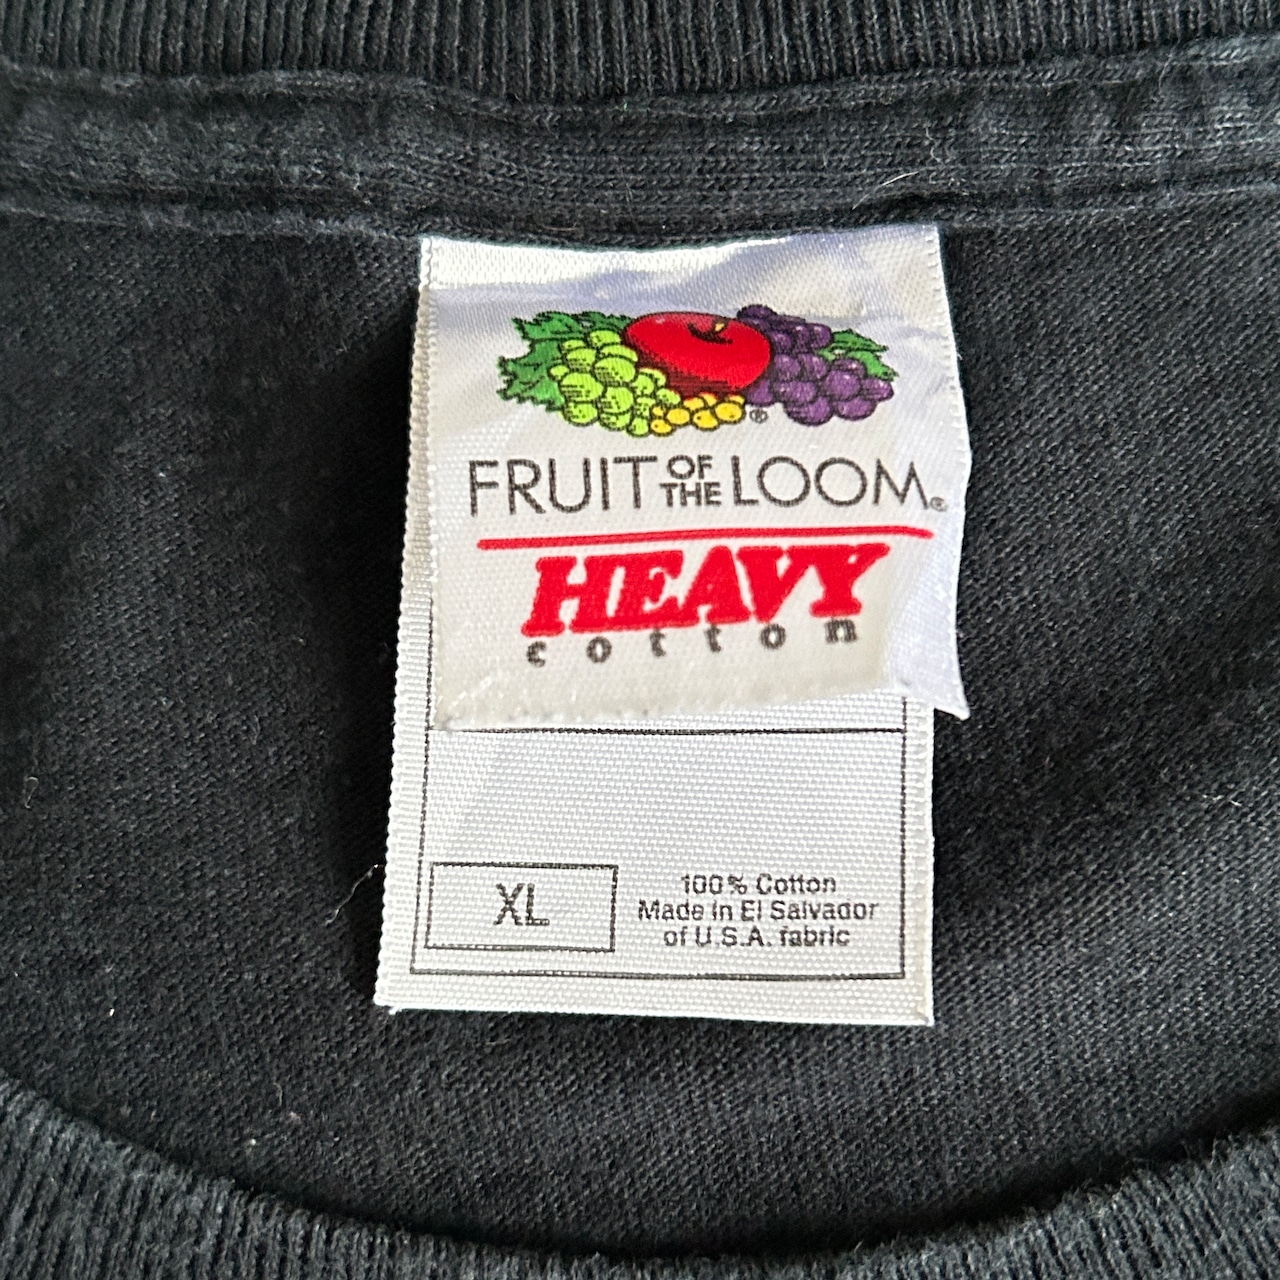 ®
FRUIT OF THE LOOM®
HEAVY
cotton
XL
100% Cotton
Made in El Salvador
of U.S.A. fabric